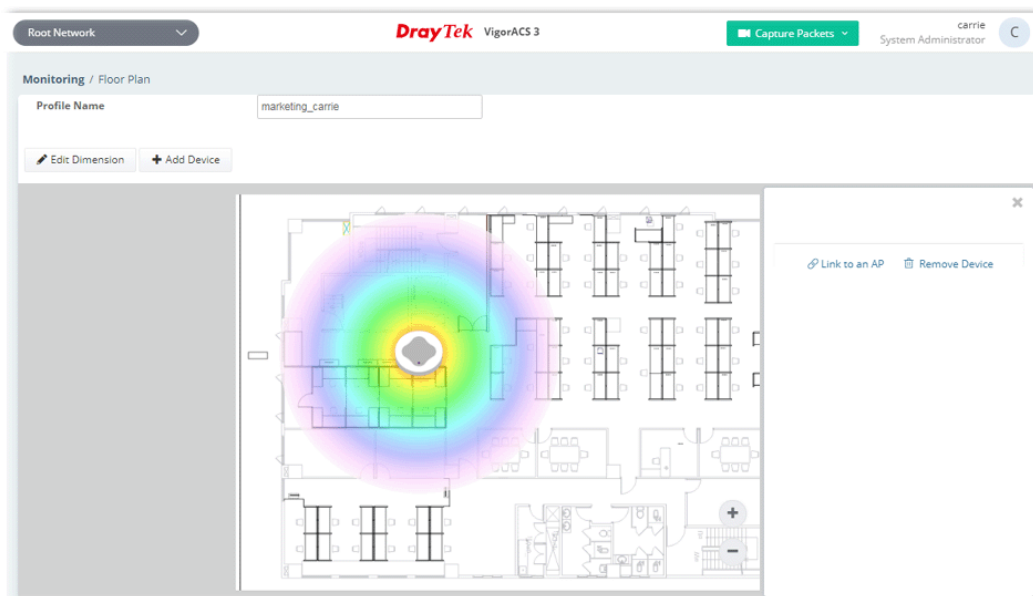 Root Network
DrayTek VigorACS 3
Capture Packets
carrie
System Administrator
C
Monitoring / Floor Plan
Profile Name
marketing_carrie
Edit Dimension
Add Device
Link to an AP
Remove Device